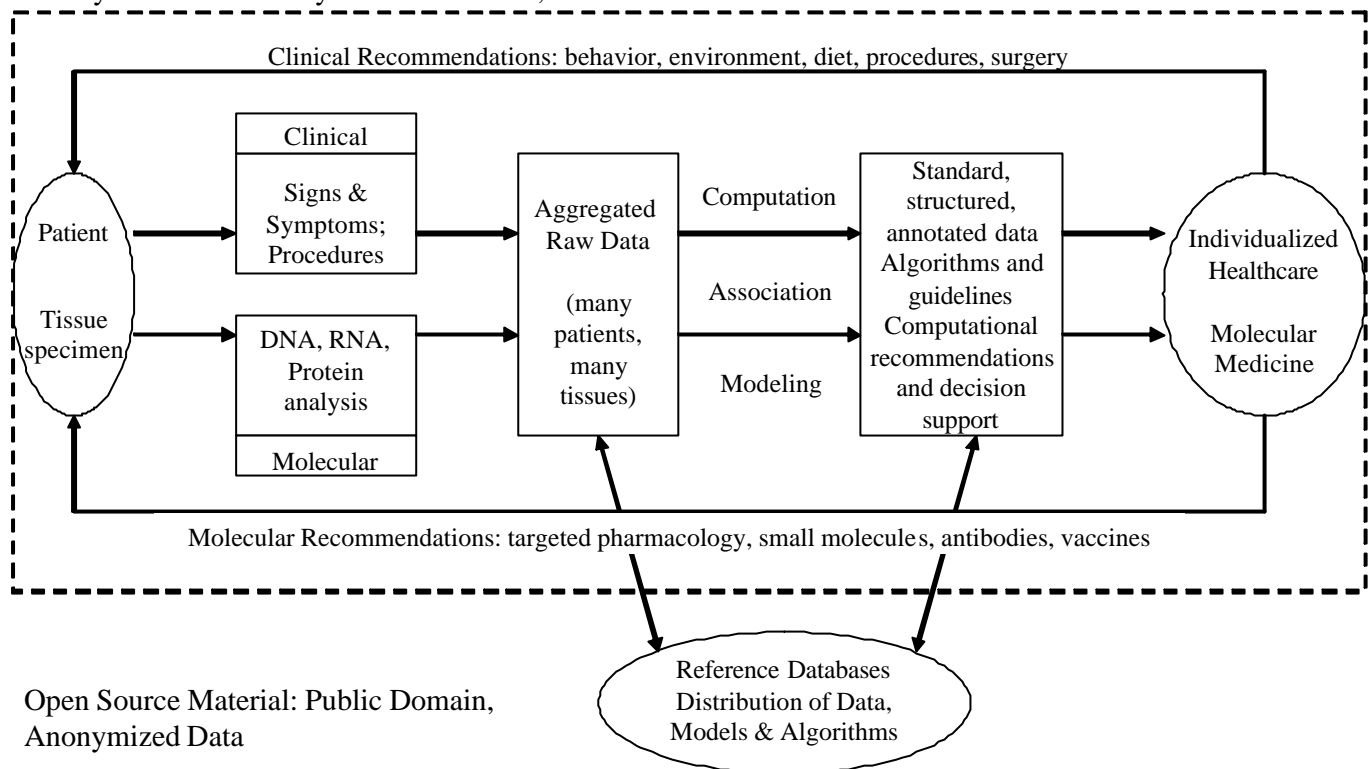 Clinical Recommendations: behavior, environment, diet, procedures, surgery
Patient
Tissue
specimen
Clinical
Signs &
Symptoms;
Procedures
DNA, RNA,
Protein
analysis
Molecular
Aggregated
Raw Data
(many
patients,
many
tissues)
Computation
Association
Modeling
Standard,
structured,
annotated data
Algorithms and
guidelines
Computational
recommendations
and decision
support
Individualized
Healthcare
Molecular
Medicine
Molecular Recommendations: targeted pharmacology, small molecules, antibodies, vaccines
Reference Databases
Distribution of Data,
Models & Algorithms
Open Source Material: Public Domain,
Anonymized Data